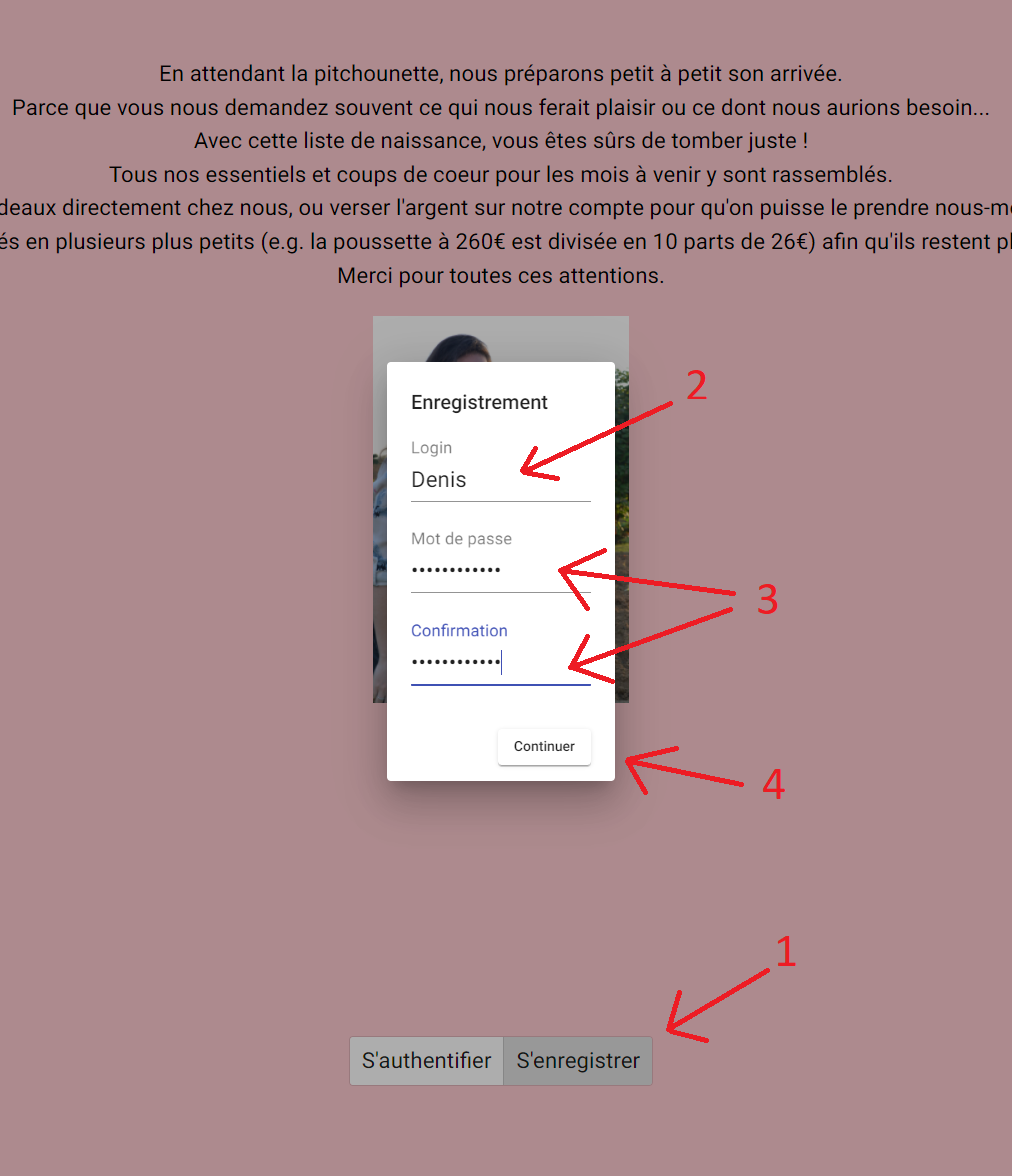 En attendant la pitchounette, nous préparons petit à petit son arrivée.
Parce que vous nous demandez souvent ce qui nous ferait plaisir ou ce dont nous aurions besoin...
Avec cette liste de naissance, vous êtes sûrs de tomber juste !
Tous nos essentiels et coups de coeur pour les mois à venir y sont rassemblés.
deaux directement chez nous, ou verser l'argent sur notre compte pour qu'on puisse le prendre nous-m
és en plusieurs plus petits (e.g. la poussette à 260€ est divisée en 10 parts de 26€) afin qu'ils restent pl
Merci pour toutes ces attentions.
2
Enregistrement
Login
Denis
Mot de passe
••••••••••••
3
Confirmation
••••••••••••
Continuer
4
1
S'authentifier S'enregistrer